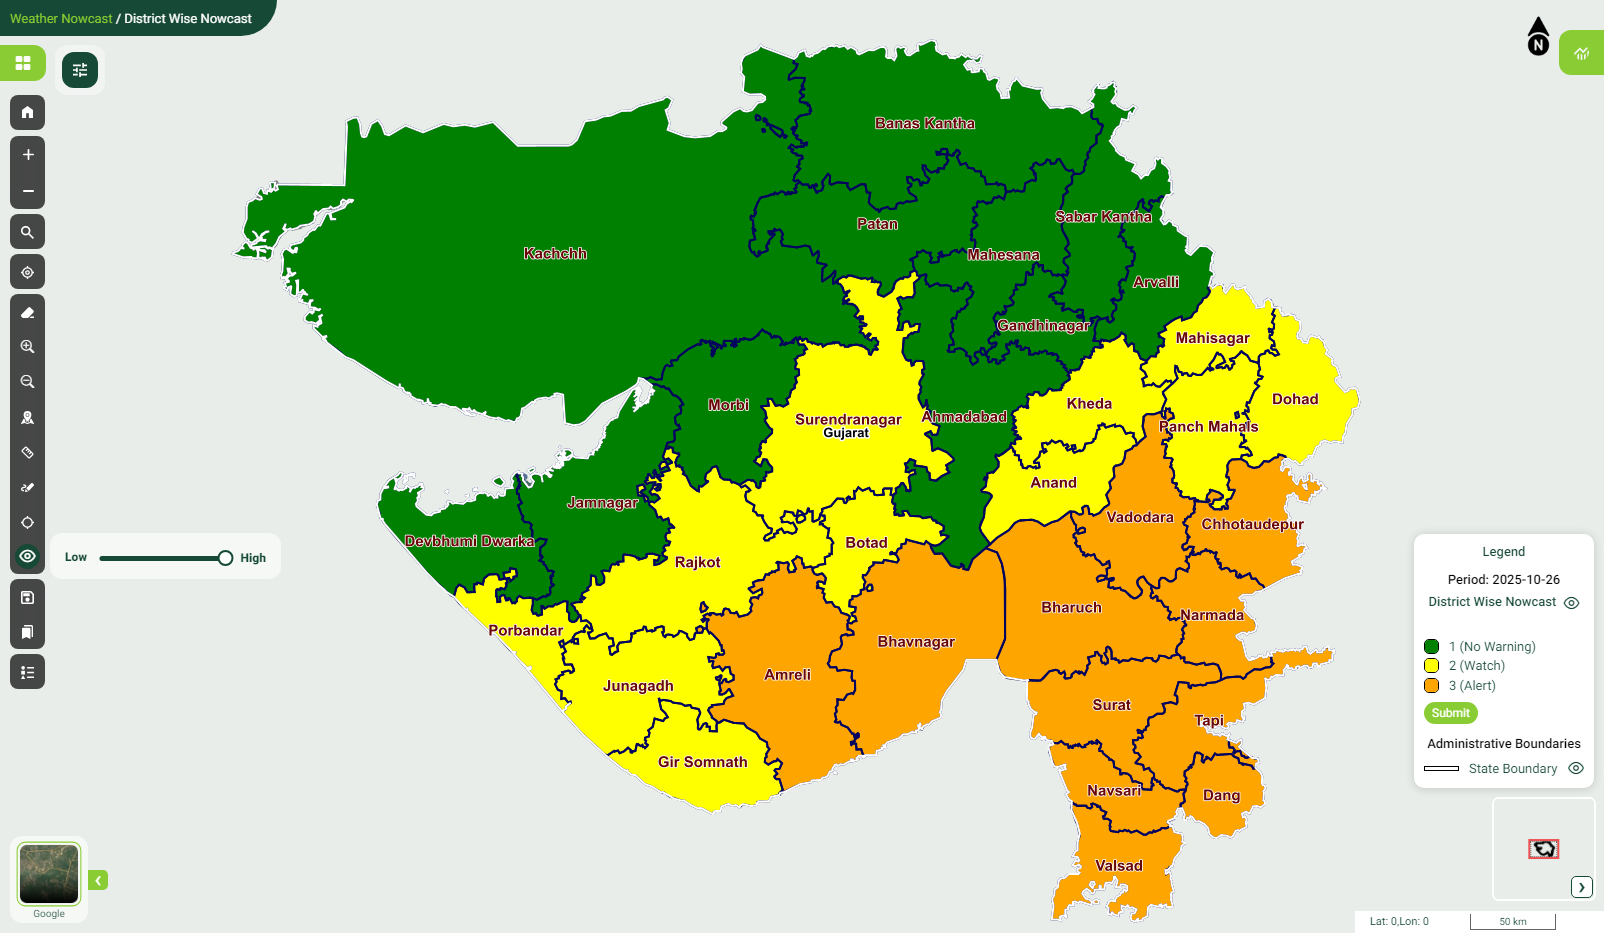 Weather Nowcast / District Wise Nowcast
N
Banas Kantha
Patan
Sabar Kantha
Kachchh
Mahesana
Arvalli
Gandhinagar
Mahisagar
Morbi
Surendranagar
Gujarat
Ahmadabad
Kheda
Dohad
Panch Mahals
Jamnagar
Anand
Devbhumi Dwarka
Botad
Vadodara
Chhotaudepur
Rajkot
Low
High
Porbandar
Bhavnagar
Bharuch
Narmada
Junagadh
Amreli
Surat
Tapi
Gir Somnath
Navsari
Dang
Valsad
Legend
Period: 2025-10-26
District Wise Nowcast
1 (No Warning)
2 (Watch)
3 (Alert)
Submit
Administrative Boundaries
State Boundary
Google
Lat: 0,Lon: 0
50 km